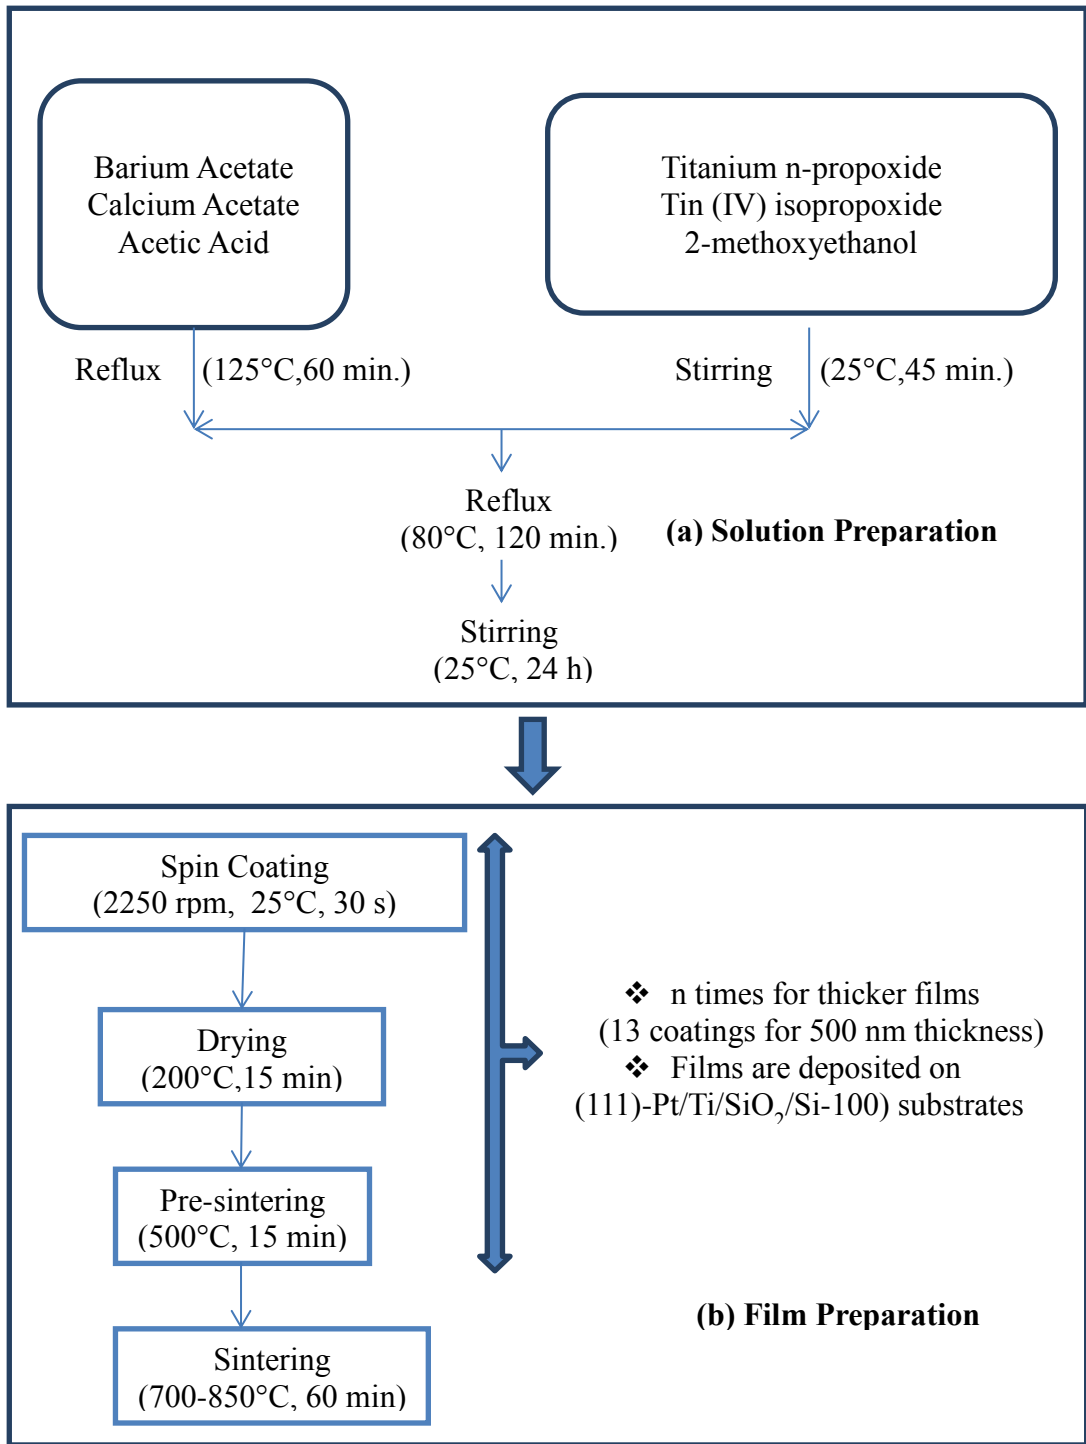 Barium Acetate
Calcium Acetate
Acetic Acid
Titanium n-propoxide
Tin (IV) isopropoxide
2-methoxyethanol
Reflux (125°C,60 min.)
Stirring (25°C,45 min.)
Reflux
(80°C, 120 min.)
(a) Solution Preparation
Stirring
(25°C, 24 h)
Spin Coating
(2250 rpm, 25°C, 30 s)
Drying
(200°C,15 min)
Pre-sintering
(500°C, 15 min)
Sintering
(700-850°C, 60 min)
❖ n times for thicker films
(13 coatings for 500 nm thickness)
❖ Films are deposited on
(111)-Pt/Ti/SiO₂/Si-100) substrates
(b) Film Preparation